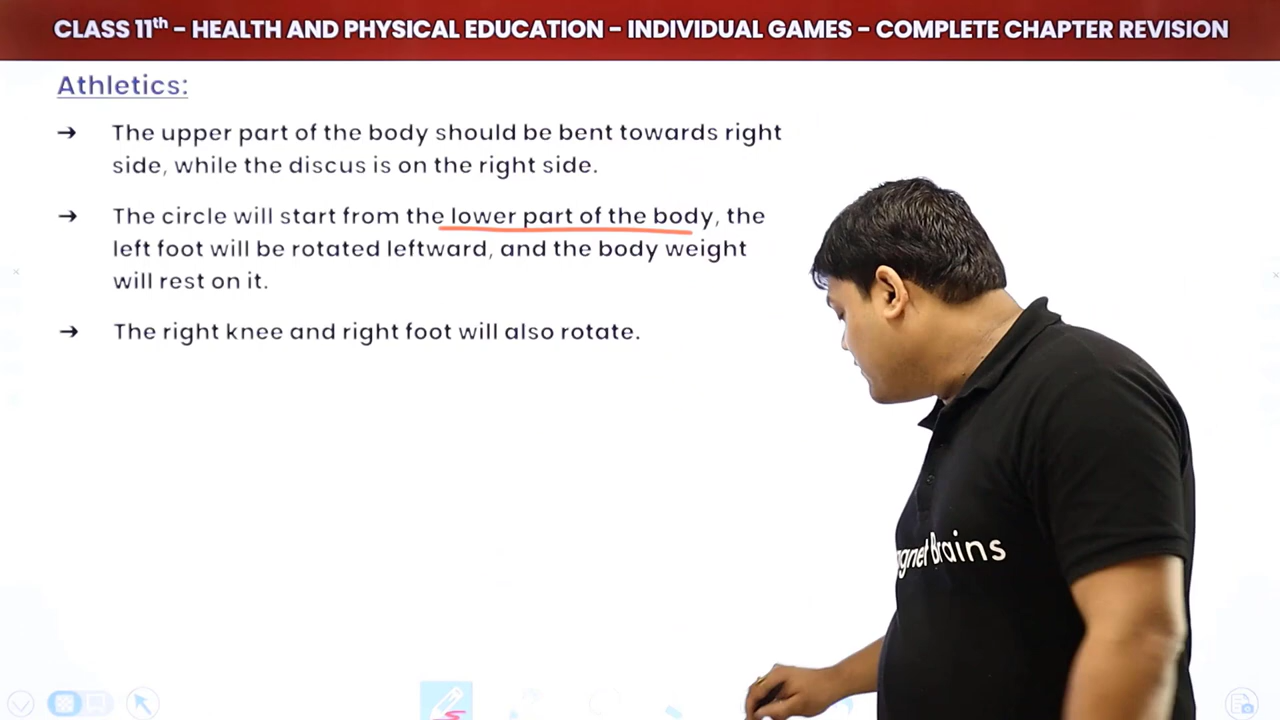 CLASS 11th – HEALTH AND PHYSICAL EDUCATION – INDIVIDUAL GAMES – COMPLETE CHAPTER REVISION
Athletics:
→ The upper part of the body should be bent towards right
side, while the discus is on the right side.
→ The circle will start from the lower part of the body, the
left foot will be rotated leftward, and the body weight
will rest on it.
→ The right knee and right foot will also rotate.
Brains